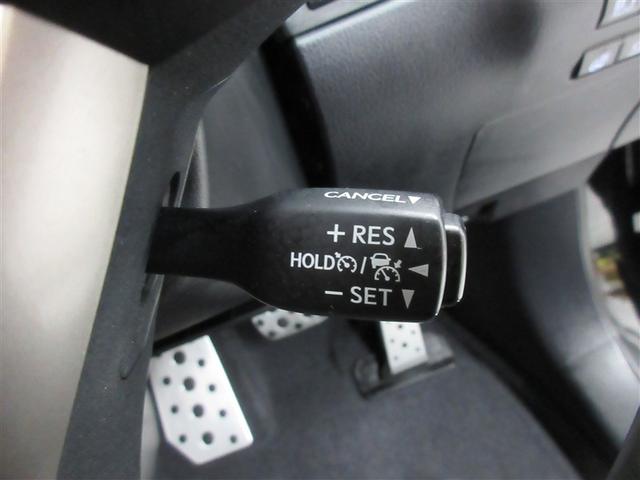 CANCEL▼
+ RES ▲
HOLD / ◀
− SET ▼